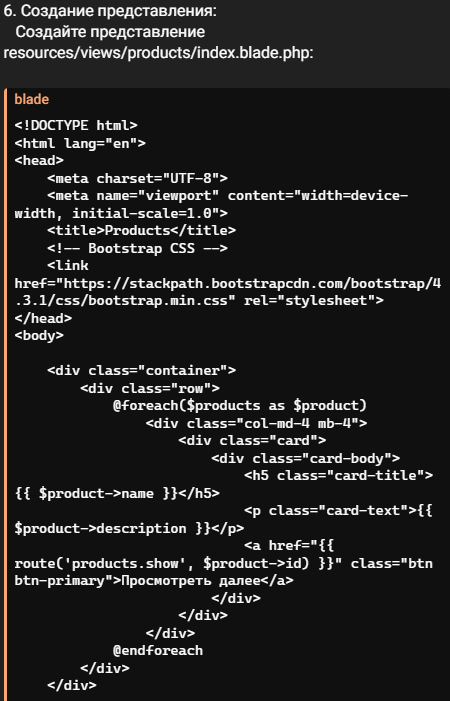 6. Создание представления:
Создайте представление
resources/views/products/index.blade.php:
blade
<!DOCTYPE html>
<html lang="en">
<head>
    <meta charset="UTF-8">
    <meta name="viewport" content="width=device-
width, initial-scale=1.0">
    <title>Products</title>
    <!-- Bootstrap CSS -->
    <link
href="https://stackpath.bootstrapcdn.com/bootstrap/4
.3.1/css/bootstrap.min.css" rel="stylesheet">
</head>
<body>
    <div class="container">
        <div class="row">
            @foreach($products as $product)
                <div class="col-md-4 mb-4">
                    <div class="card">
                        <div class="card-body">
                            <h5 class="card-title">
{{ $product->name }}</h5>
                            <p class="card-text">{{
$product->description }}</p>
                            <a href="{{
route('products.show', $product->id) }}" class="btn
btn-primary">Просмотреть далее</a>
                        </div>
                    </div>
                </div>
            @endforeach
        </div>
    </div>